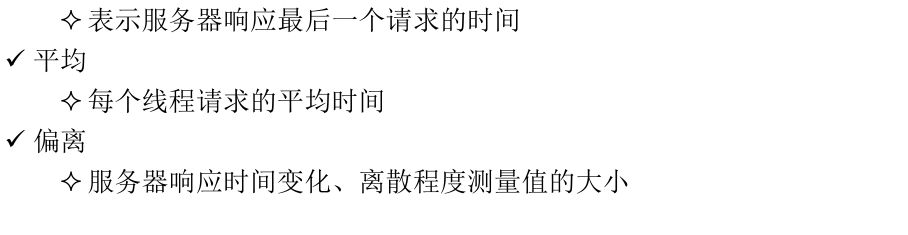 ✧ 表示服务器响应最后一个请求的时间
✓ 平均
✧ 每个线程请求的平均时间
✓ 偏离
✧ 服务器响应时间变化、离散程度测量值的大小